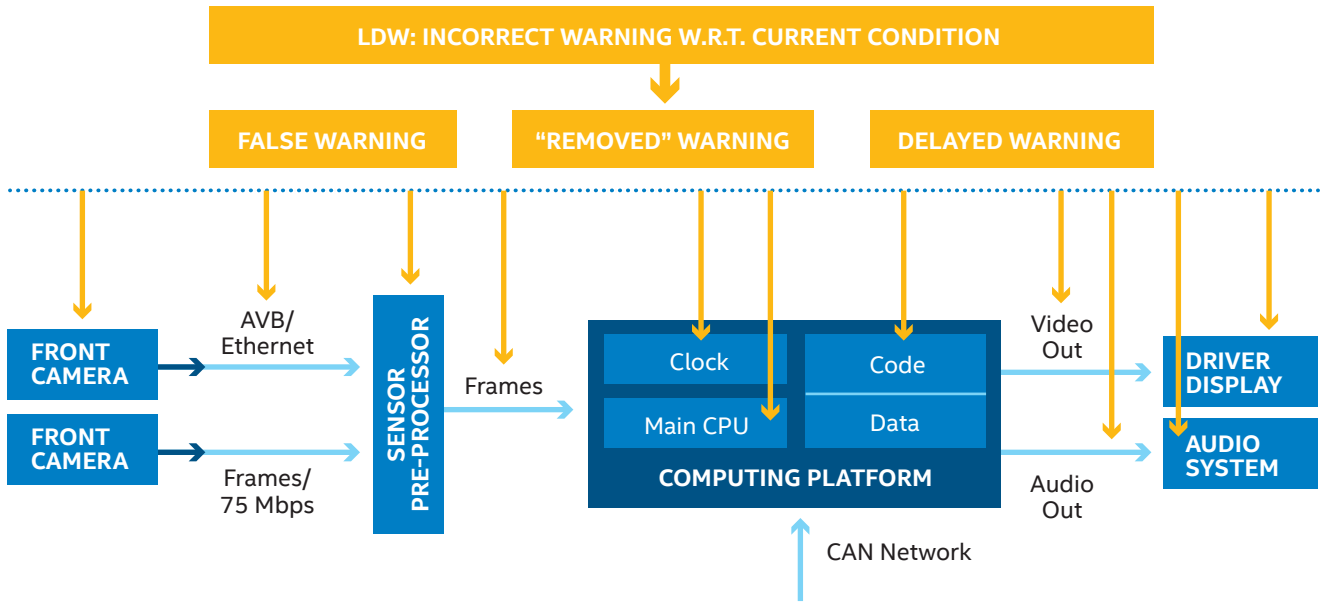 LDW: INCORRECT WARNING W.R.T. CURRENT CONDITION
FALSE WARNING
“REMOVED” WARNING
DELAYED WARNING
FRONT
CAMERA
AVB/
Ethernet
FRONT
CAMERA
Frames/
75 Mbps
SENSOR
PRE-PROCESSOR
Frames
Clock
Main CPU
Code
Data
COMPUTING PLATFORM
CAN Network
Video
Out
Audio
Out
DRIVER
DISPLAY
AUDIO
SYSTEM